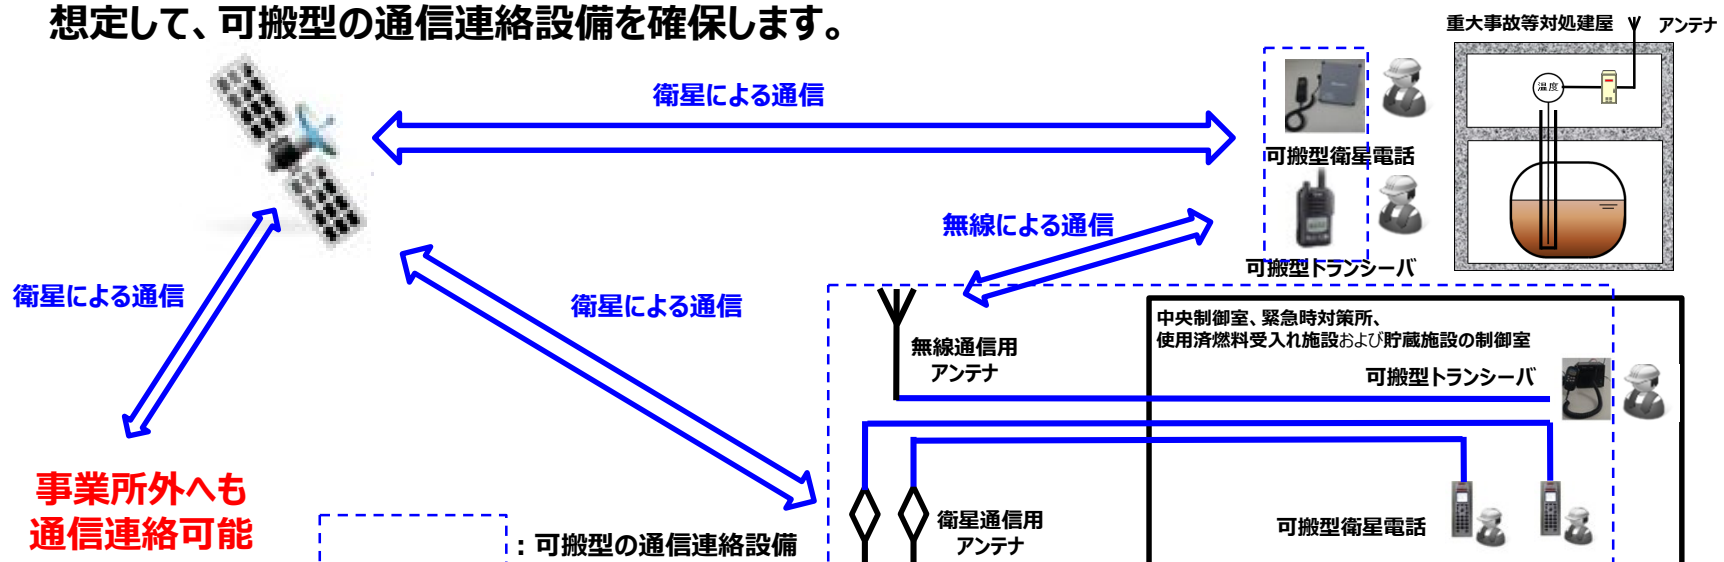 想定して、可搬型の通信連絡設備を確保します。
重大事故等対処建屋
アンテナ
温度
衛星による通信
可搬型衛星電話
無線による通信
可搬型トランシーバ
衛星による通信
衛星による通信
中央制御室、緊急時対策所、
使用済燃料受入れ施設および貯蔵施設の制御室
無線通信用
アンテナ
可搬型トランシーバ
事業所外へも
通信連絡可能
衛星通信用
アンテナ
可搬型衛星電話
：可搬型の通信連絡設備